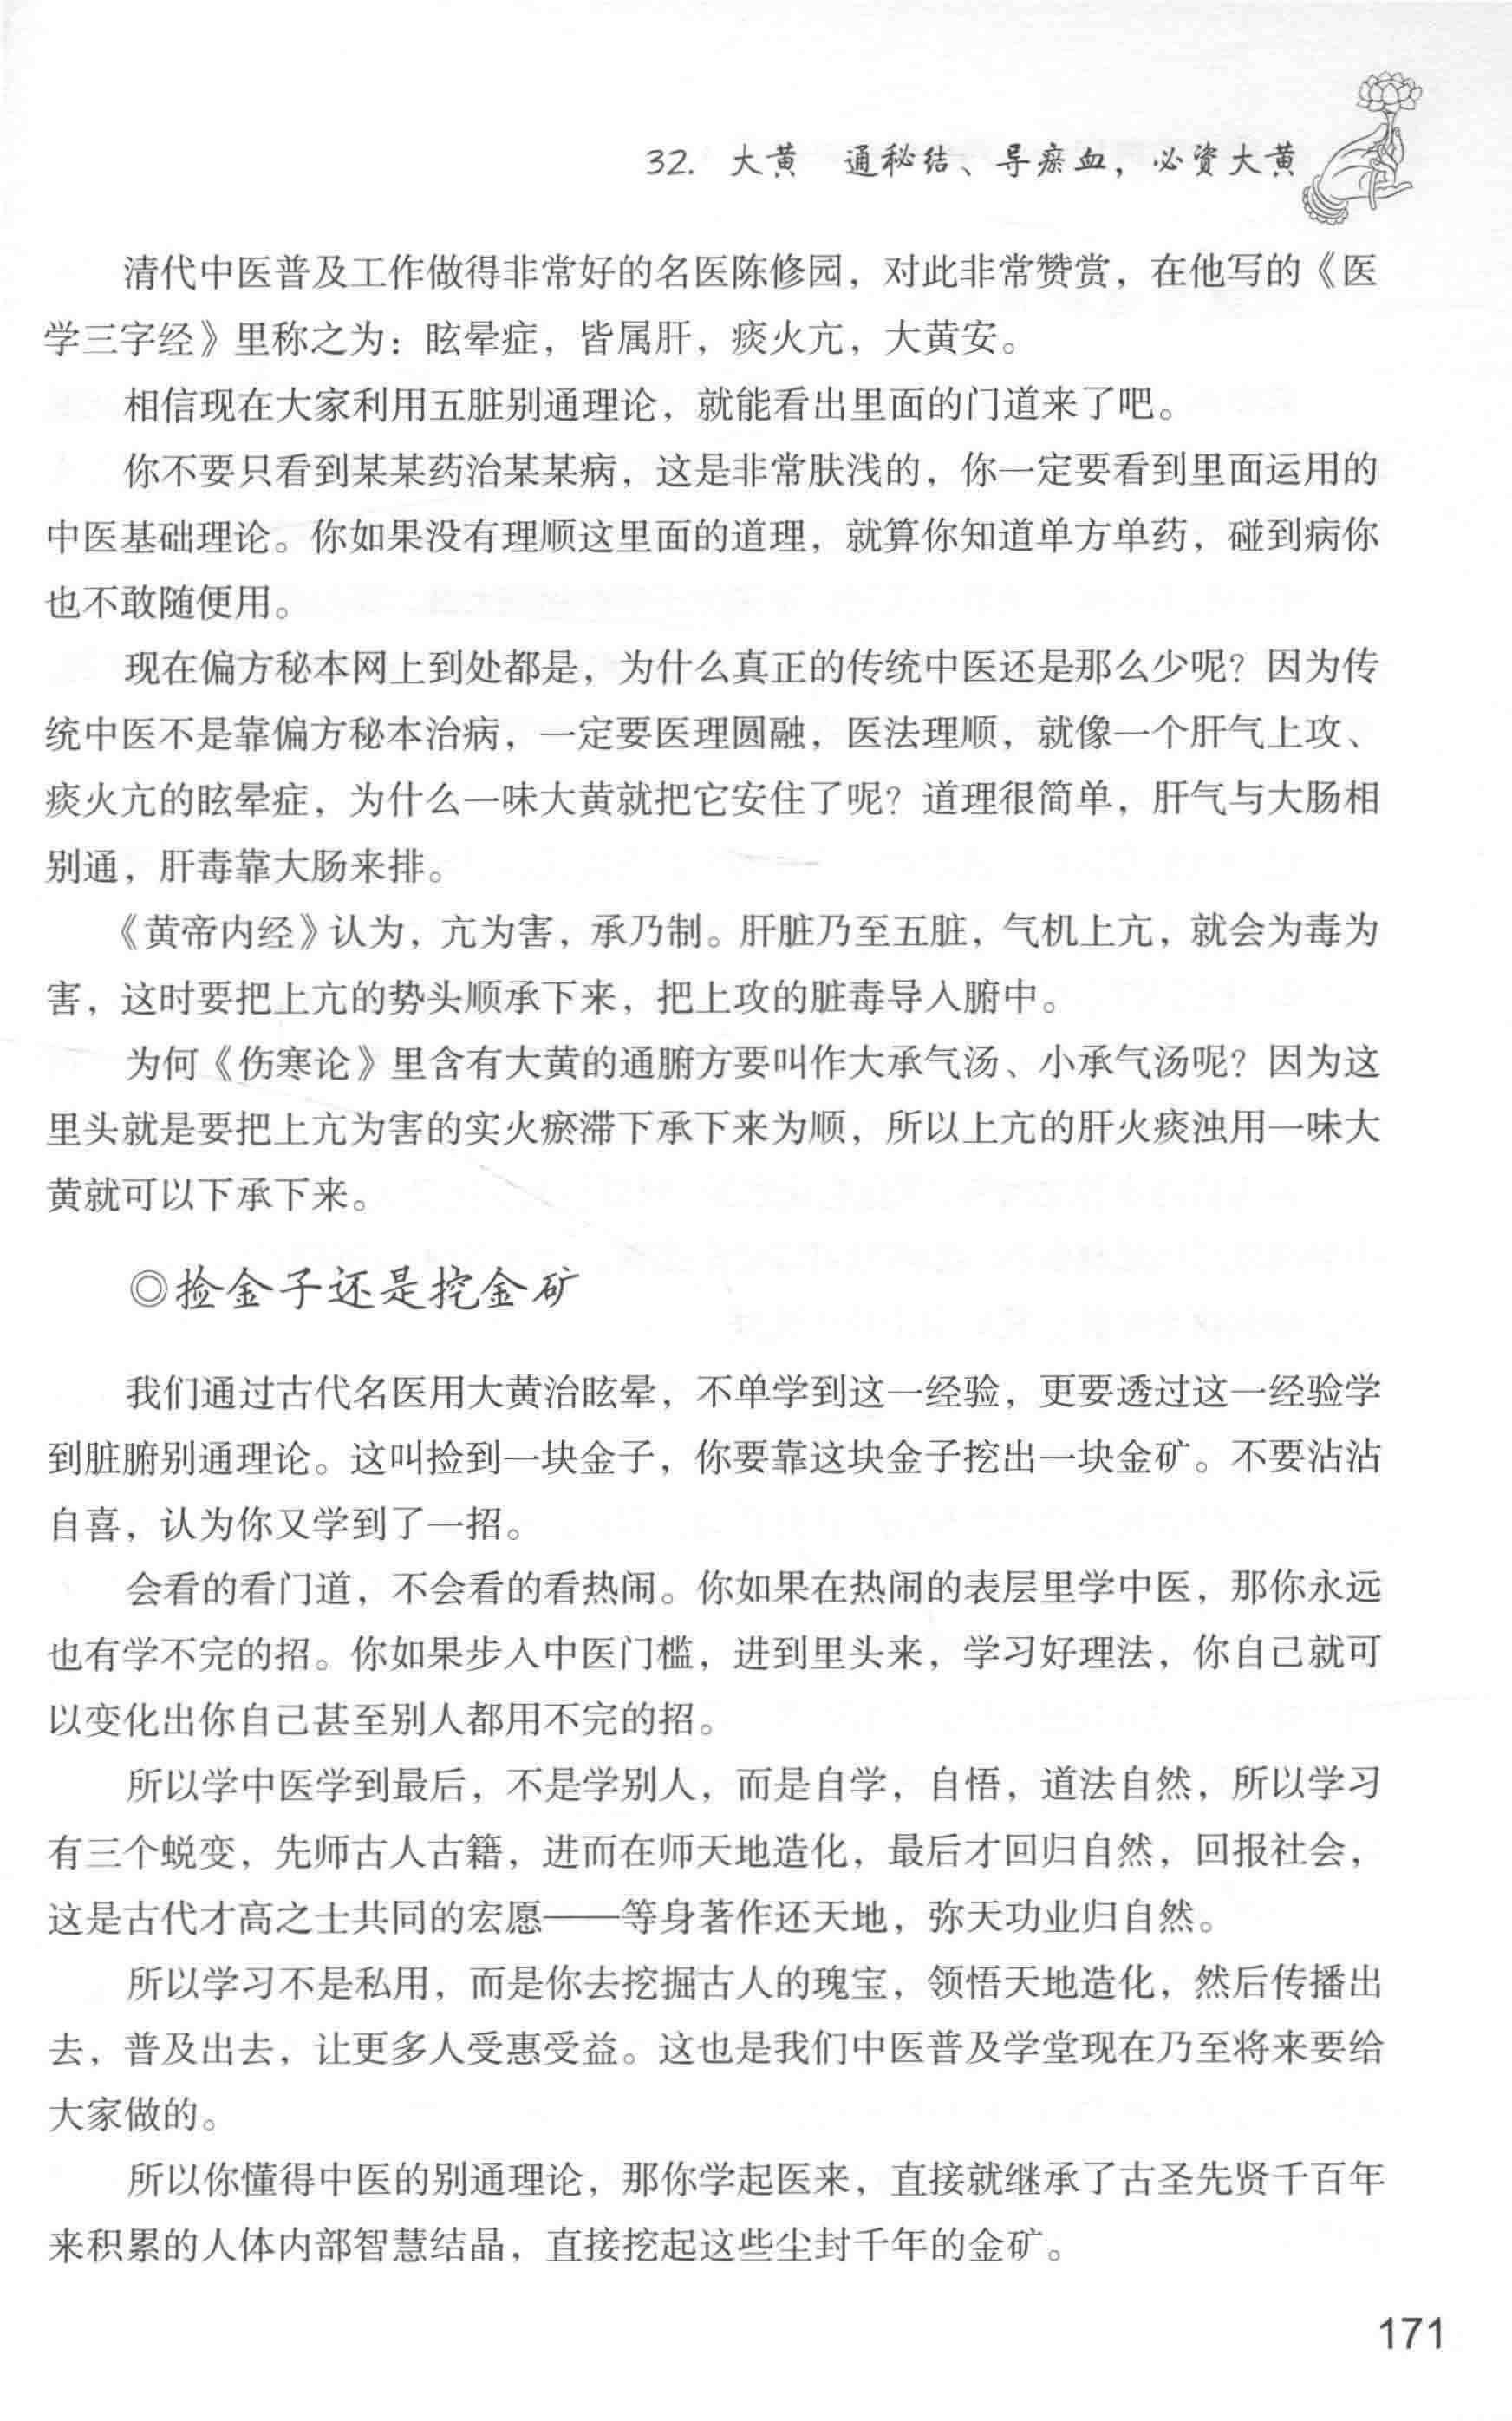 32. 大黄　通秘结、导瘀血，必资大黄
清代中医普及工作做得非常好的名医陈修园，对此非常赞赏，在他写的《医
学三字经》里称之为：眩晕症，皆属肝，痰火亢，大黄安。
相信现在大家利用五脏别通理论，就能看出里面的门道来了吧。
你不要只看到某某药治某某病，这是非常肤浅的，你一定要看到里面运用的
中医基础理论。你如果没有理顺这里面的道理，就算你知道单方单药，碰到病你
也不敢随便用。
现在偏方秘本网上到处都是，为什么真正的传统中医还是那么少呢？因为传
统中医不是靠偏方秘本治病，一定要医理圆融，医法理顺，就像一个肝气上攻、
痰火亢的眩晕症，为什么一味大黄就把它安住了呢？道理很简单，肝气与大肠相
别通，肝毒靠大肠来排。
《黄帝内经》认为，亢为害，承乃制。肝脏乃至五脏，气机上亢，就会为毒为
害，这时要把上亢的势头顺承下来，把上攻的脏毒导入腑中。
为何《伤寒论》里含有大黄的通腑方要叫作大承气汤、小承气汤呢？因为这
里头就是要把上亢为害的实火瘀滞下承下来为顺，所以上亢的肝火痰浊用一味大
黄就可以下承下来。
◎捡金子还是挖金矿
我们通过古代名医用大黄治眩晕，不单学到这一经验，更要透过这一经验学
到脏腑别通理论。这叫捡到一块金子，你要靠这块金子挖出一块金矿。不要沾沾
自喜，认为你又学到了一招。
会看的看门道，不会看的看热闹。你如果在热闹的表层里学中医，那你永远
也有学不完的招。你如果步入中医门槛，进到里头来，学习好理法，你自己就可
以变化出你自己甚至别人都用不完的招。
所以学中医学到最后，不是学别人，而是自学，自悟，道法自然，所以学习
有三个蜕变，先师古人古籍，进而在师天地造化，最后才回归自然，回报社会，
这是古代才高之士共同的宏愿——等身著作还天地，弥天功业归自然。
所以学习不是私用，而是你去挖掘古人的瑰宝，领悟天地造化，然后传播出
去，普及出去，让更多人受惠受益。这也是我们中医普及学堂现在乃至将来要给
大家做的。
所以你懂得中医的别通理论，那你学起医来，直接就继承了古圣先贤千百年
来积累的人体内部智慧结晶，直接挖起这些尘封千年的金矿。
171